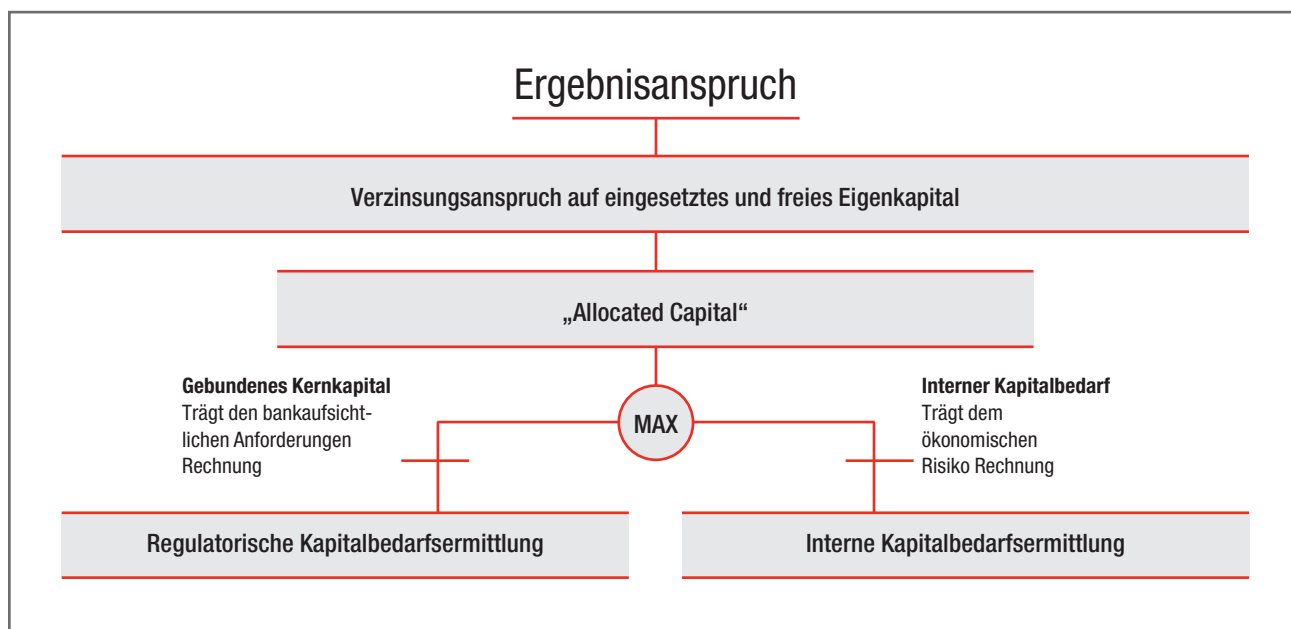 Ergebnisanspruch
Verzinsungsanspruch auf eingesetztes und freies Eigenkapital
„Allocated Capital“
Gebundenes Kernkapital
Trägt den bankaufsicht-
lichen Anforderungen
Rechnung
MAX
Interner Kapitalbedarf
Trägt dem
ökonomischen
Risiko Rechnung
Regulatorische Kapitalbedarfsermittlung
Interne Kapitalbedarfsermittlung